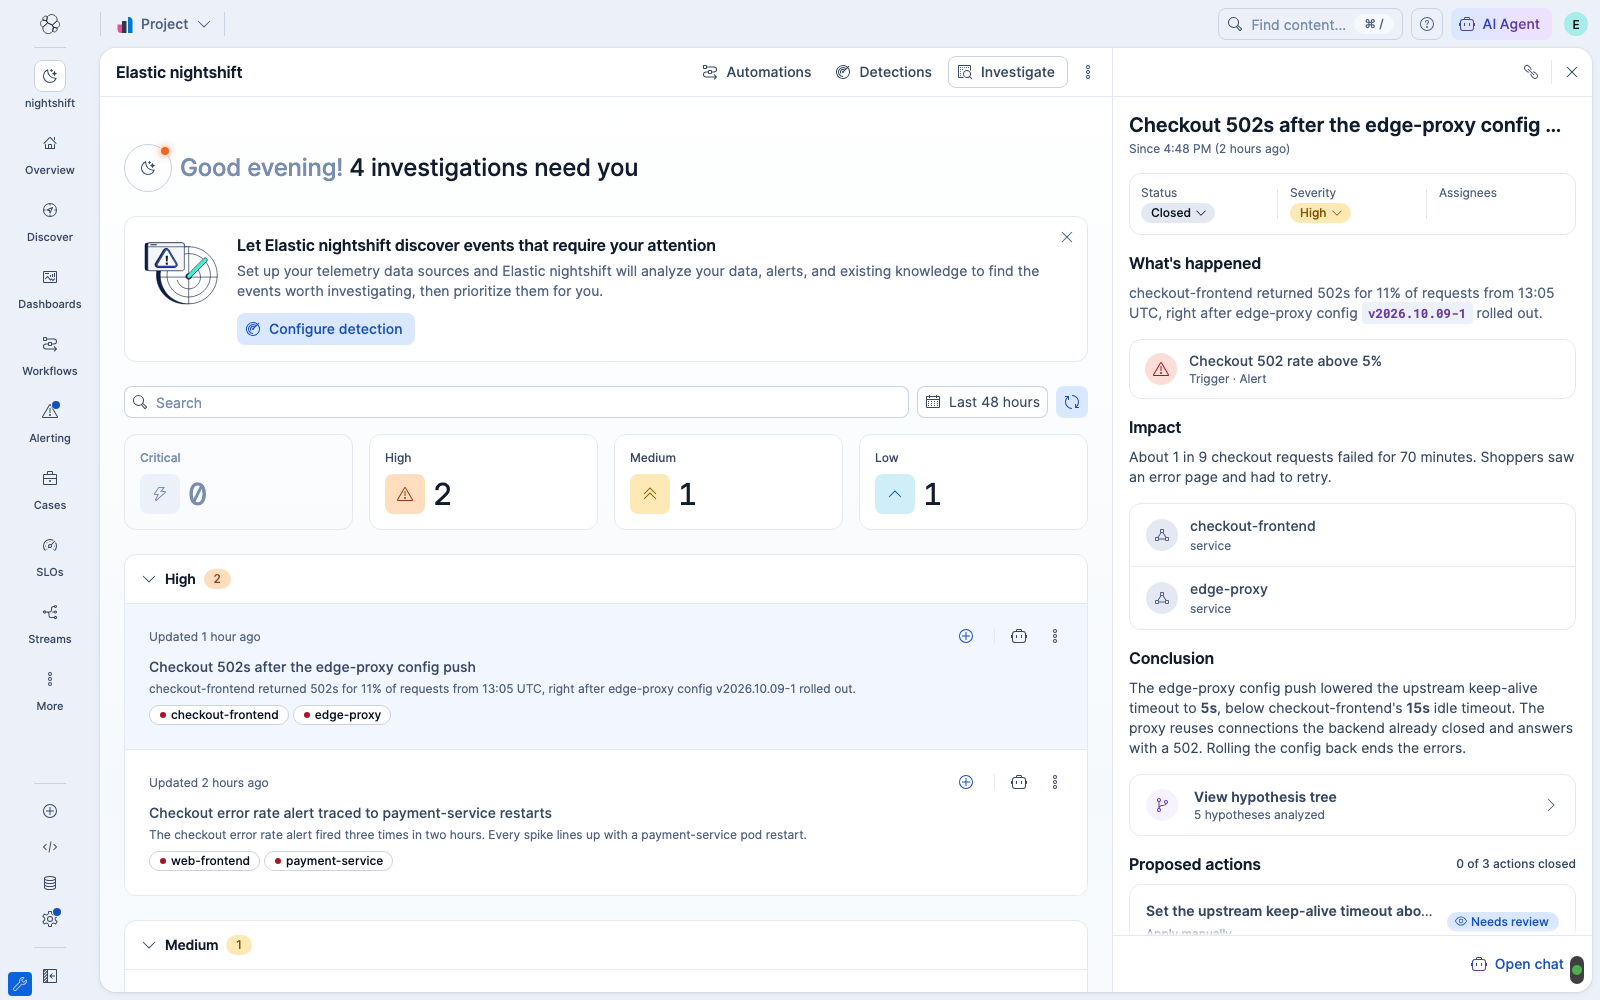 Project
Find content...
⌘ /
AI Agent
E
nightshift
Overview
Discover
Dashboards
Workflows
Alerting
Cases
SLOs
Streams
More
Elastic nightshift
Automations
Detections
Investigate
Good evening! 4 investigations need you
Let Elastic nightshift discover events that require your attention
Set up your telemetry data sources and Elastic nightshift will analyze your data, alerts, and existing knowledge to find the
events worth investigating, then prioritize them for you.
Configure detection
Search
Last 48 hours
Critical
0
High
2
Medium
1
Low
1
High 2
Updated 1 hour ago
Checkout 502s after the edge-proxy config push
checkout-frontend returned 502s for 11% of requests from 13:05 UTC, right after edge-proxy config v2026.10.09-1 rolled out.
checkout-frontend
edge-proxy
Updated 2 hours ago
Checkout error rate alert traced to payment-service restarts
The checkout error rate alert fired three times in two hours. Every spike lines up with a payment-service pod restart.
web-frontend
payment-service
Medium 1
Checkout 502s after the edge-proxy config ...
Since 4:48 PM (2 hours ago)
Status
Closed
Severity
High
Assignees
What's happened
checkout-frontend returned 502s for 11% of requests from 13:05
UTC, right after edge-proxy config v2026.10.09-1 rolled out.
Checkout 502 rate above 5%
Trigger · Alert
Impact
About 1 in 9 checkout requests failed for 70 minutes. Shoppers saw
an error page and had to retry.
checkout-frontend
service
edge-proxy
service
Conclusion
The edge-proxy config push lowered the upstream keep-alive
timeout to 5s, below checkout-frontend's 15s idle timeout. The
proxy reuses connections the backend already closed and answers
with a 502. Rolling the config back ends the errors.
View hypothesis tree
5 hypotheses analyzed
Proposed actions
0 of 3 actions closed
Set the upstream keep-alive timeout abo...
Needs review
Apply manually
Open chat